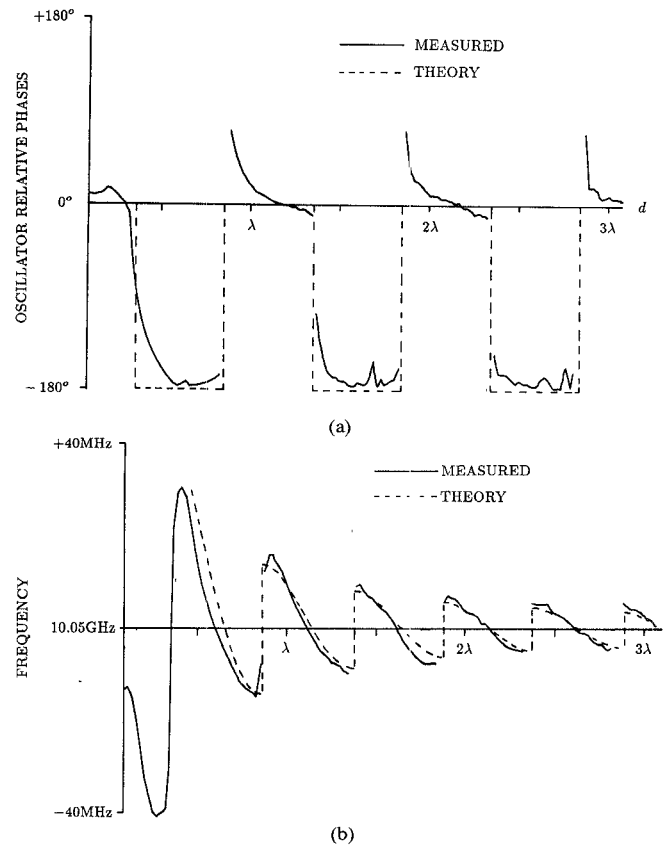 +180°
OSCILLATOR RELATIVE PHASES
MEASURED
THEORY
0°
λ
2λ
3λ
d
−180°
(a)
+40MHz
FREQUENCY
MEASURED
THEORY
10.05GHz
λ
2λ
3λ
−40MHz
(b)